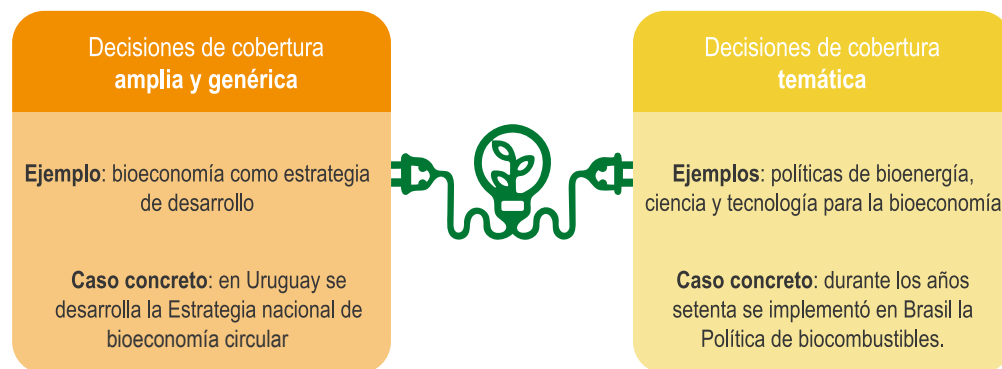 Decisiones de cobertura
amplia y genérica
Ejemplo: bioeconomía como estrategia
de desarrollo
Caso concreto: en Uruguay se
desarrolla la Estrategia nacional de
bioeconomía circular
Decisiones de cobertura
temática
Ejemplos: políticas de bioenergía,
ciencia y tecnología para la bioeconomía
Caso concreto: durante los años
setenta se implementó en Brasil la
Política de biocombustibles.